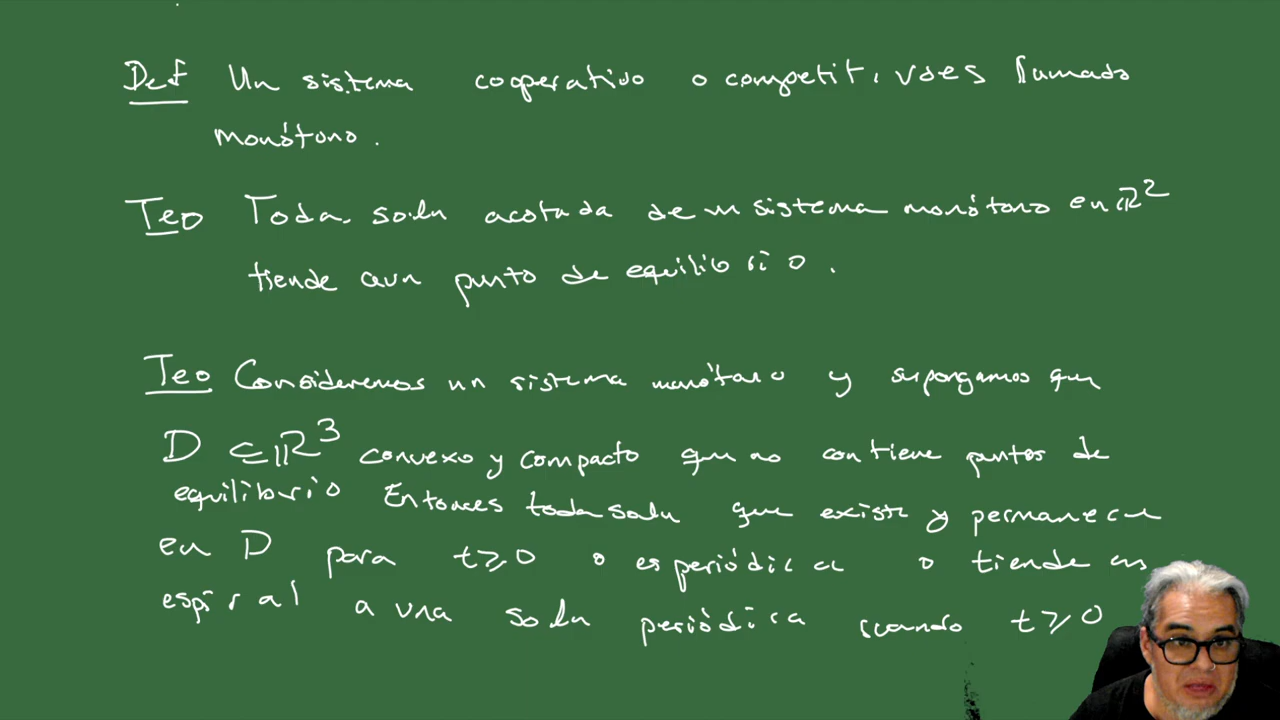 Def Un sistema cooperativo o competitivo es llamado
monótono.
Teo Toda soln acotada de un sistema monótono en ℝ²
tiende a un punto de equilibrio.
Teo Consideremos un sistema monótono y supongamos que
D ⊆ ℝ³ convexo y compacto que no contiene puntos de
equilibrio Entonces toda soln que existe y permanece
en D para t ≥ 0 o es periódica o tiende en
espiral a una soln periódica cuando t ≥ 0